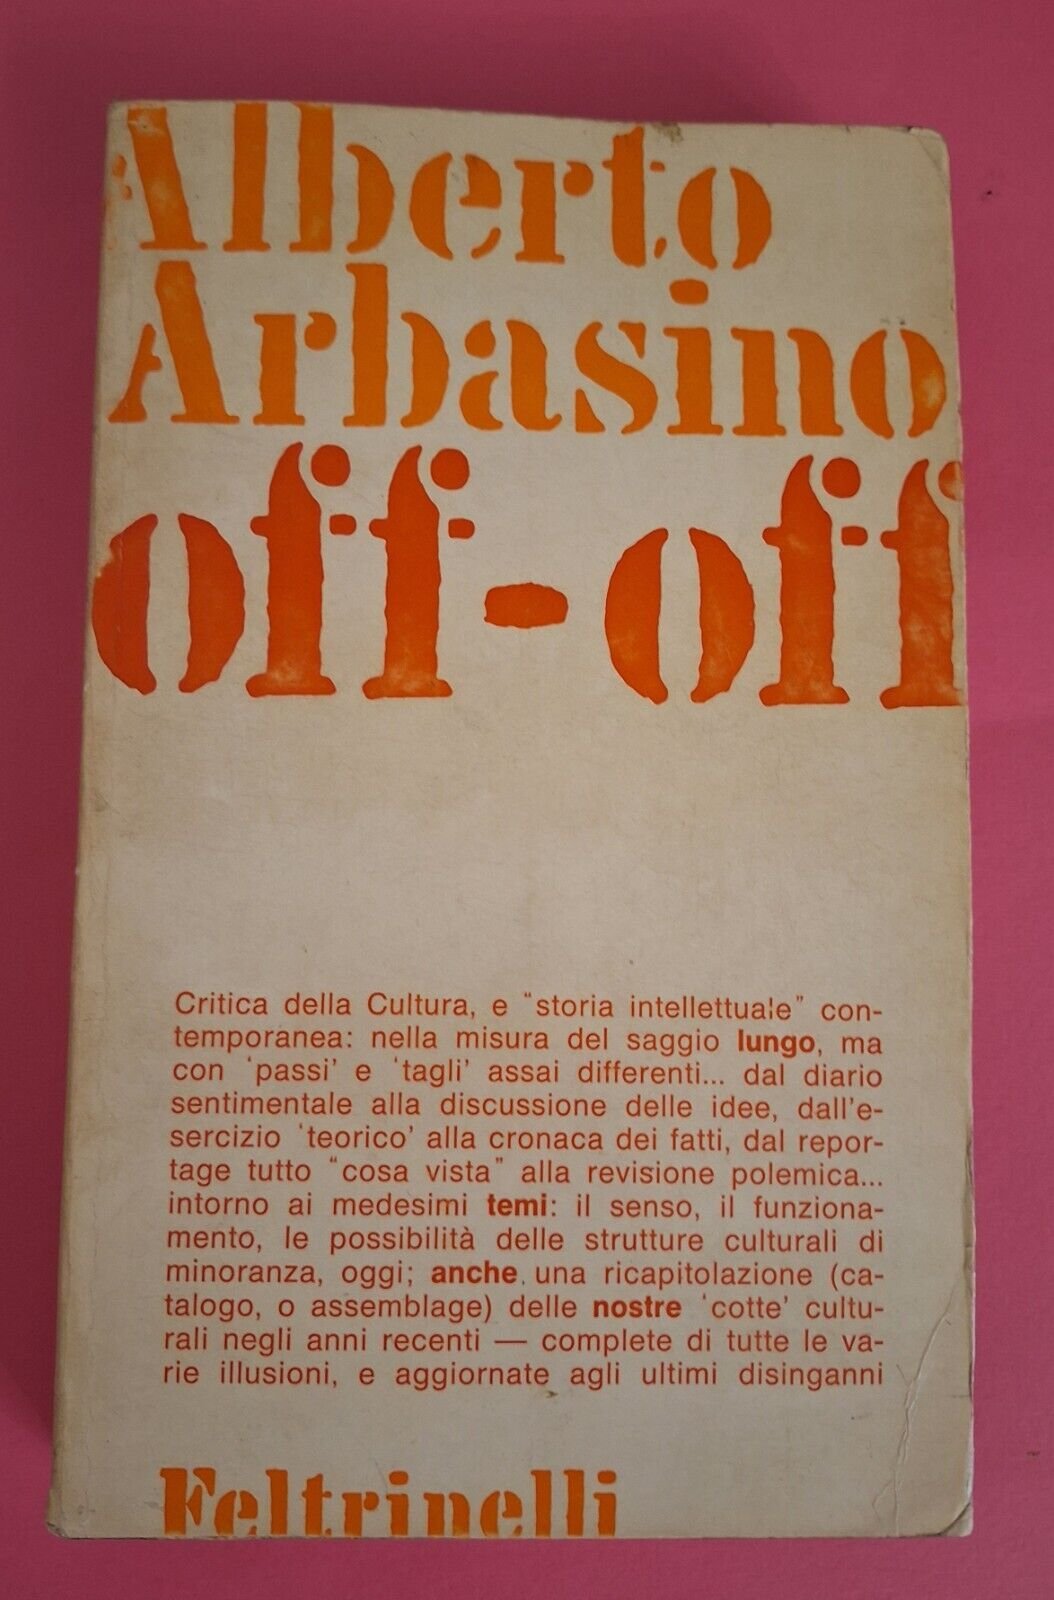 Alberto
Arbasino
off-off
Critica della Cultura, e "storia intellettuale" con-
temporanea: nella misura del saggio lungo, ma
con 'passi' e 'tagli' assai differenti... dal diario
sentimentale alla discussione delle idee, dall'e-
sercizio 'teorico' alla cronaca dei fatti, dal repor-
tage tutto "cosa vista" alla revisione polemica...
intorno ai medesimi temi: il senso, il funziona-
mento, le possibilità delle strutture culturali di
minoranza, oggi; anche una ricapitolazione (ca-
talogo, o assemblage) delle nostre 'cotte' cultu-
rali negli anni recenti — complete di tutte le va-
rie illusioni, e aggiornate agli ultimi disinganni
Feltrinelli